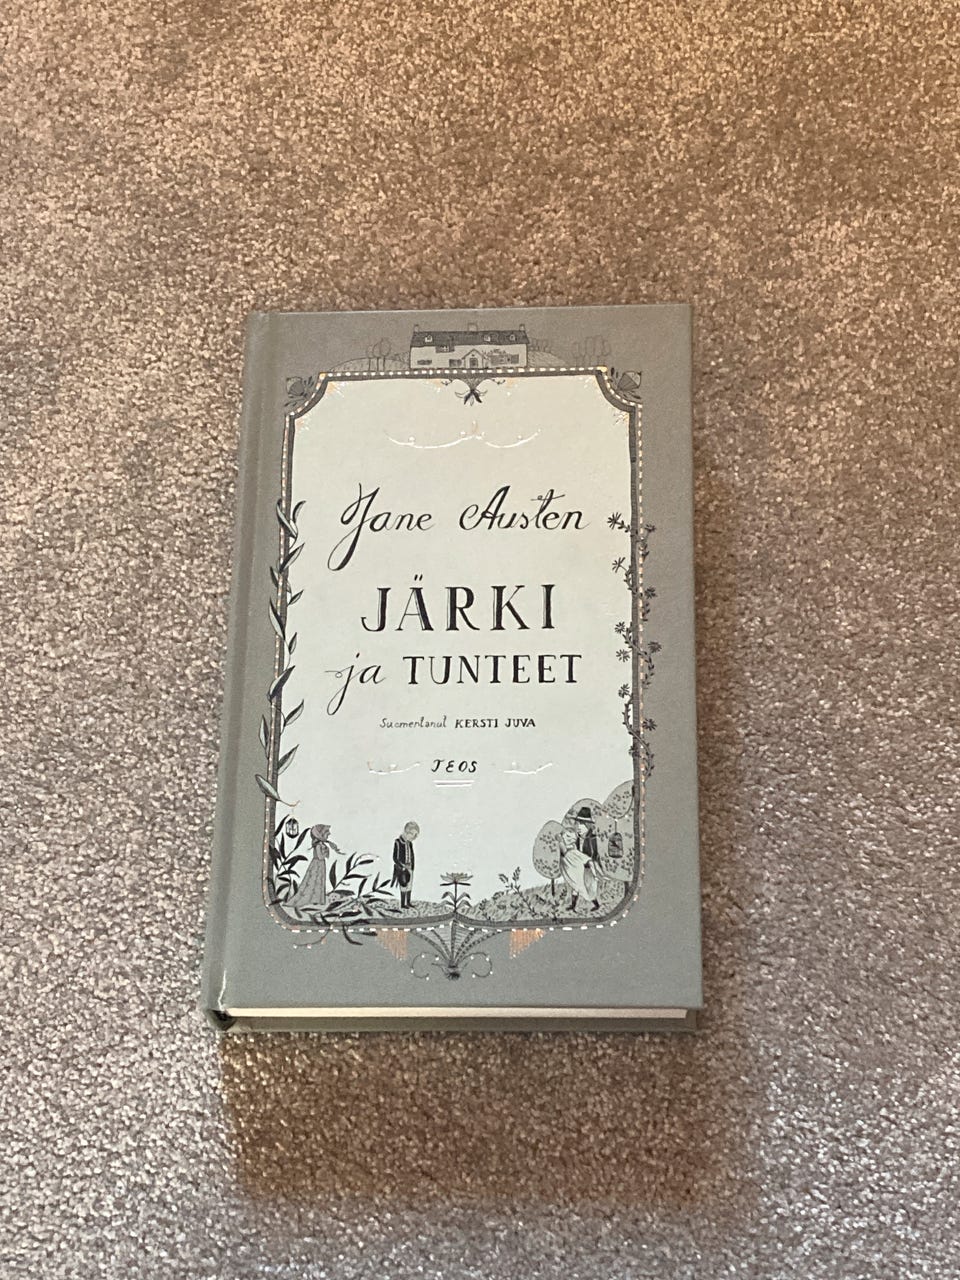 Jane Austen
JÄRKI
ja TUNTEET
Suomentanut KERSTI JUVA
TEOS